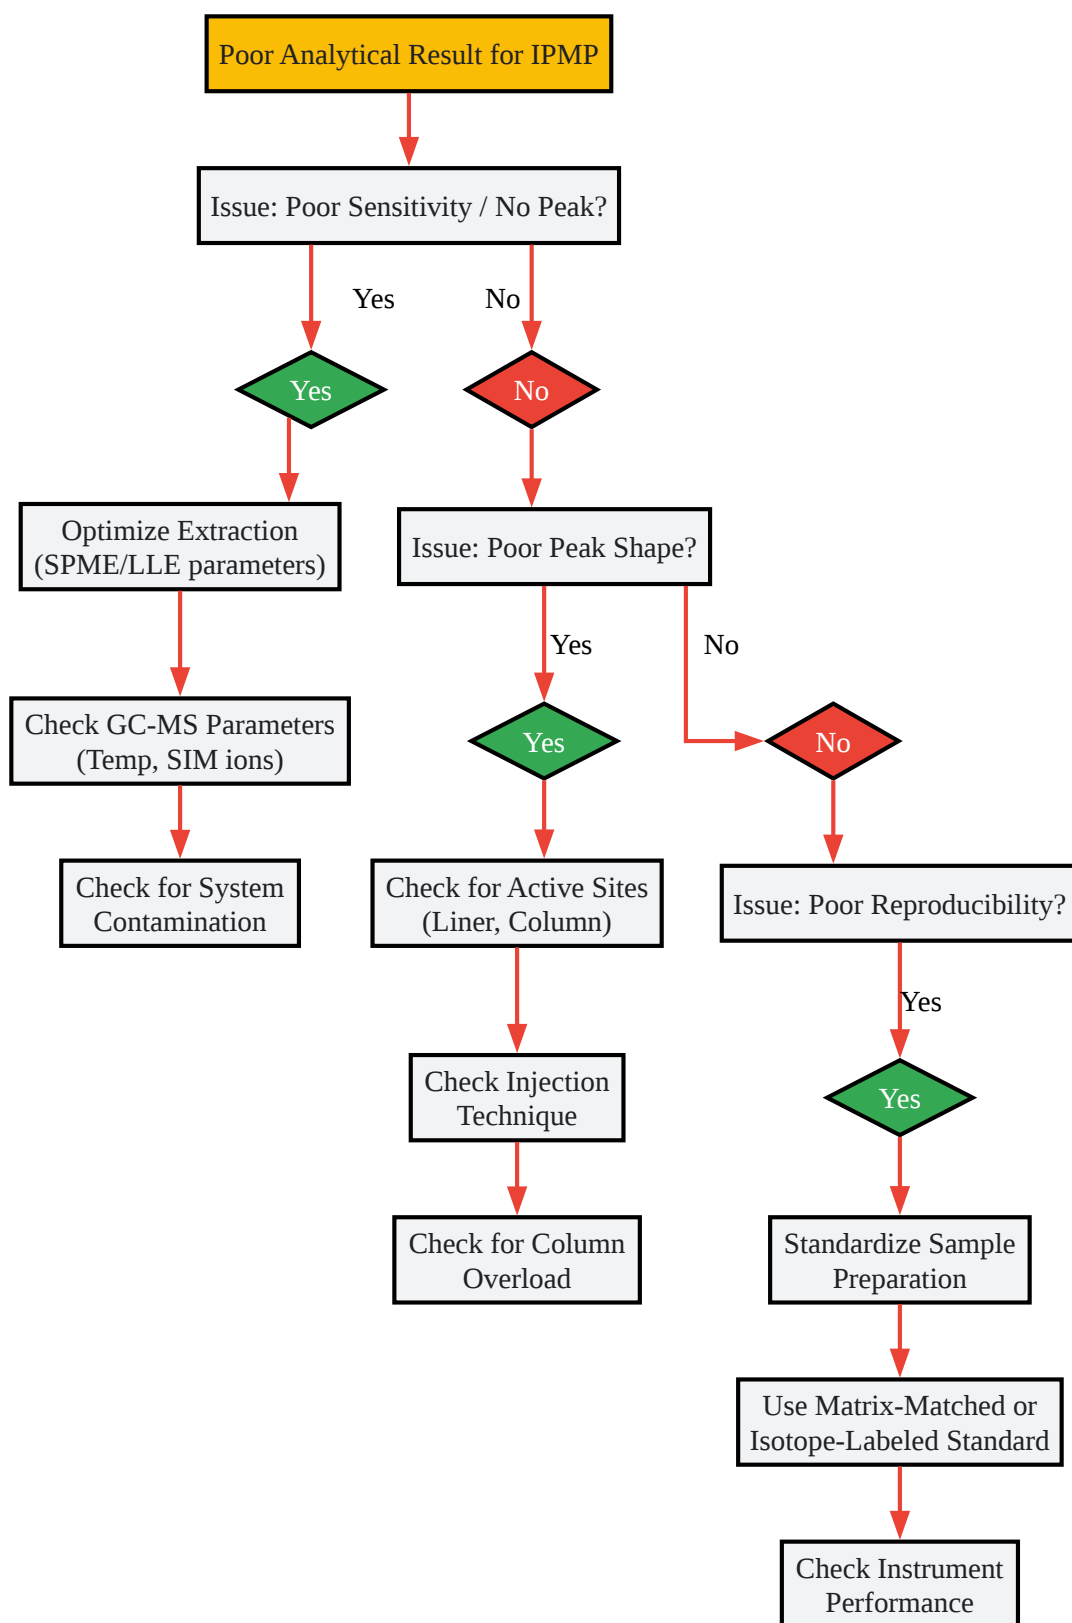 Poor Analytical Result for IPMP
Issue: Poor Sensitivity / No Peak?
Yes
No
Yes
No
Optimize Extraction
(SPME/LLE parameters)
Issue: Poor Peak Shape?
Yes
No
Check GC-MS Parameters
(Temp, SIM ions)
Yes
No
Check for System
Contamination
Check for Active Sites
(Liner, Column)
Issue: Poor Reproducibility?
Yes
Check Injection
Technique
Yes
Check for Column
Overload
Standardize Sample
Preparation
Use Matrix-Matched or
Isotope-Labeled Standard
Check Instrument
Performance